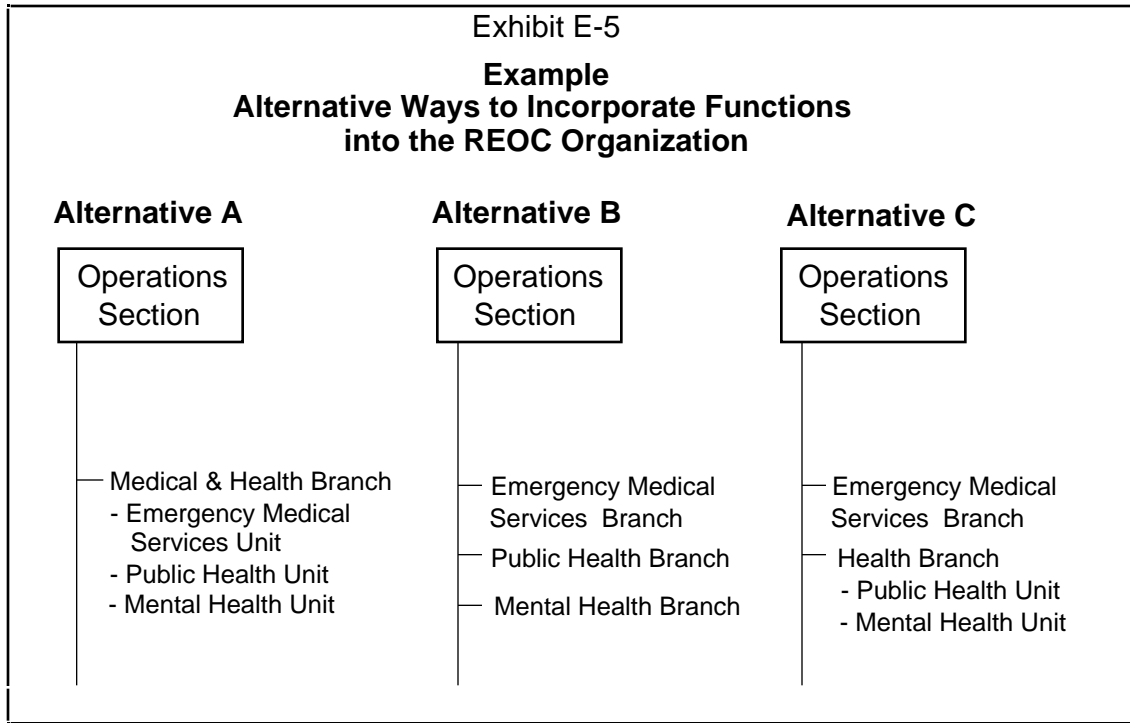 Exhibit E-5
Example
Alternative Ways to Incorporate Functions
into the REOC Organization
Alternative A
Operations
Section
Medical & Health Branch
- Emergency Medical
Services Unit
- Public Health Unit
- Mental Health Unit
Alternative B
Operations
Section
Emergency Medical
Services Branch
Public Health Branch
Mental Health Branch
Alternative C
Operations
Section
Emergency Medical
Services Branch
Health Branch
- Public Health Unit
- Mental Health Unit